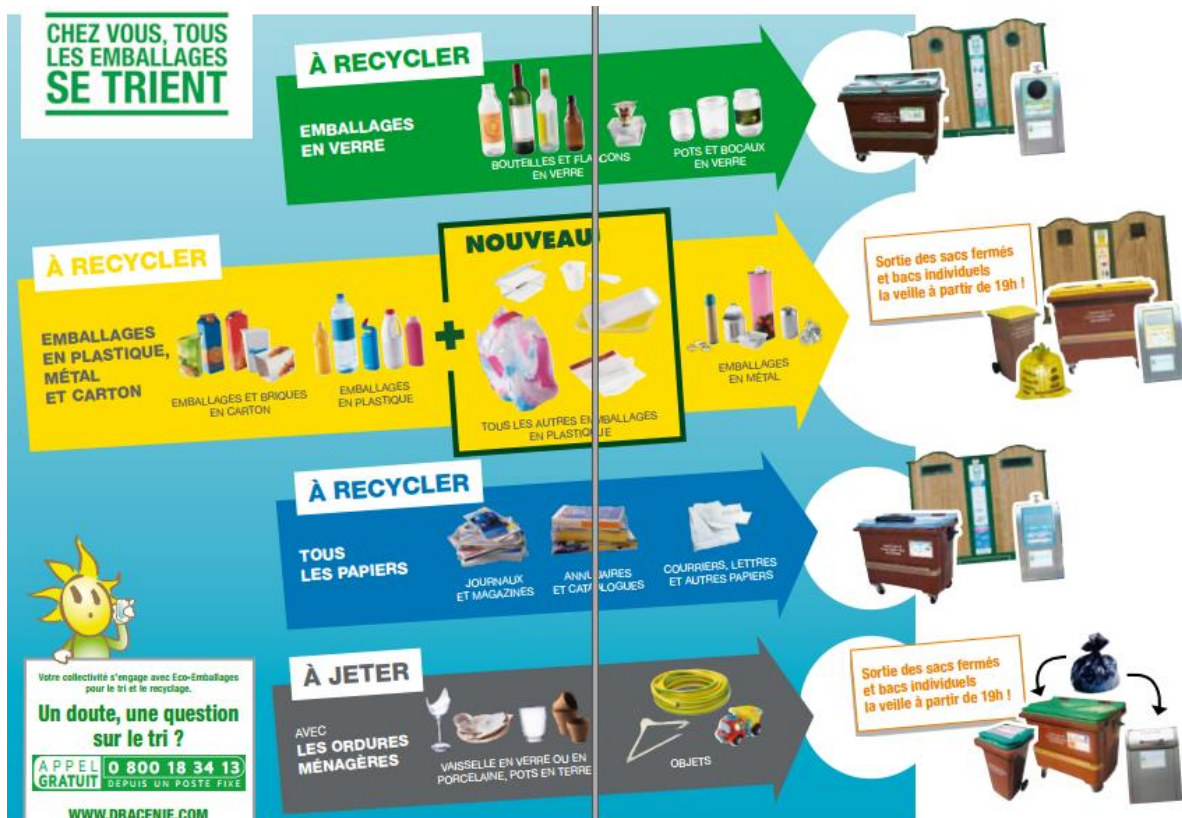 CHEZ VOUS, TOUS
LES EMBALLAGES
SE TRIENT
À RECYCLER
EMBALLAGES
EN VERRE
BOUTEILLES ET FLACONS
EN VERRE
POTS ET BOCAUX
EN VERRE
À RECYCLER
EMBALLAGES
EN PLASTIQUE,
MÉTAL
ET CARTON
EMBALLAGES ET BRIQUES
EN CARTON
EMBALLAGES
EN PLASTIQUE
+
NOUVEAU
TOUS LES AUTRES EMBALLAGES
EN PLASTIQUE
EMBALLAGES
EN MÉTAL
Sortie des sacs fermés
et bacs individuels
la veille à partir de 19h !
À RECYCLER
TOUS
LES PAPIERS
JOURNAUX
ET MAGAZINES
ANNUAIRES
ET CATALOGUES
COURRIERS, LETTRES
ET AUTRES PAPIERS
À JETER
AVEC
LES ORDURES
MÉNAGÈRES
VAISSELLE EN VERRE OU EN
PORCELAINE, POTS EN TERRE
OBJETS
Sortie des sacs fermés
et bacs individuels
la veille à partir de 19h !
Votre collectivité s'engage avec Eco-Emballages
pour le tri et le recyclage.
Un doute, une question
sur le tri ?
APPEL GRATUIT 0 800 18 34 13
DEPUIS UN POSTE FIXE
WWW.DRACENIE.COM